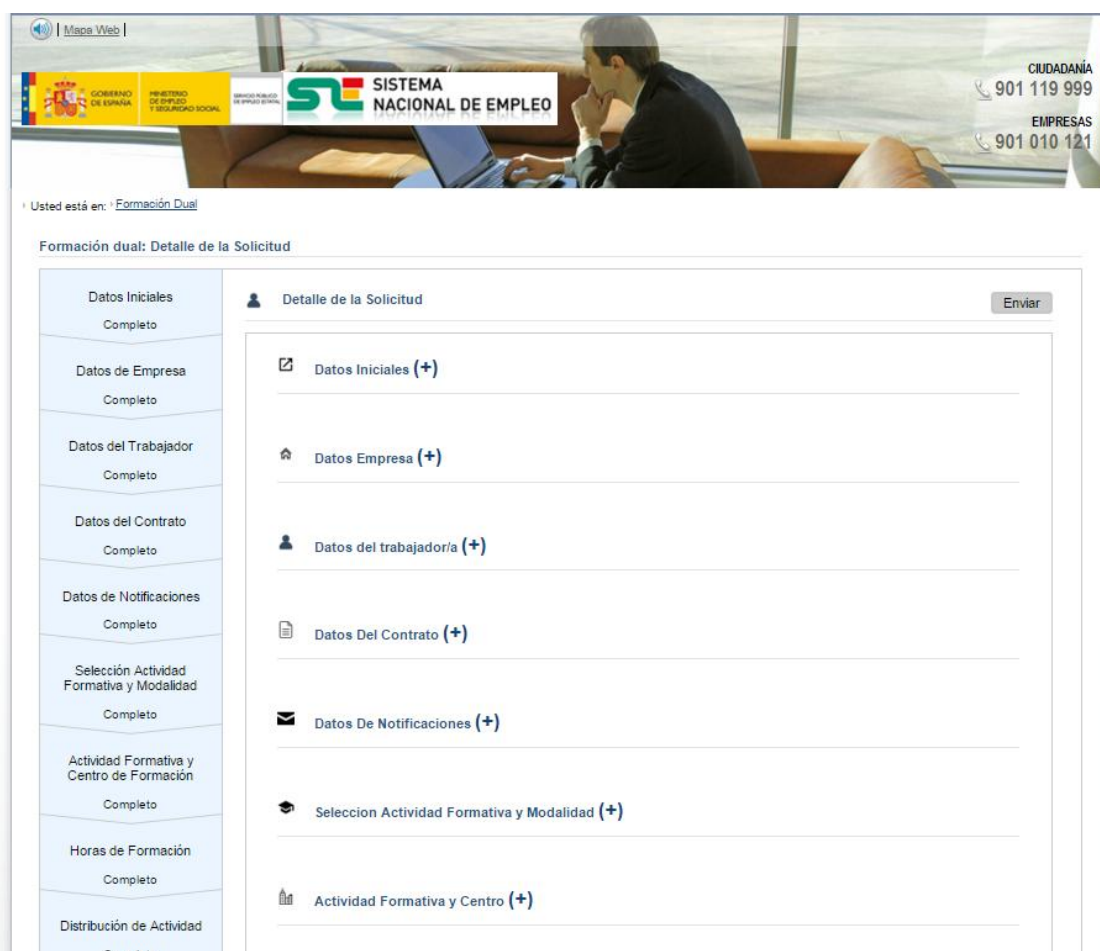 Mapa Web
CIUDADANÍA
901 119 999
EMPRESAS
901 010 121
GOBIERNO
DE ESPAÑA
MINISTERIO
DE EMPLEO
Y SEGURIDAD SOCIAL
SERVICIO PÚBLICO
DE EMPLEO ESTATAL
SISTEMA
NACIONAL DE EMPLEO
Usted está en: Formación Dual
Formación dual: Detalle de la Solicitud
Datos Iniciales
Completo
Datos de Empresa
Completo
Datos del Trabajador
Completo
Datos del Contrato
Completo
Datos de Notificaciones
Completo
Selección Actividad
Formativa y Modalidad
Completo
Actividad Formativa y
Centro de Formación
Completo
Horas de Formación
Completo
Distribución de Actividad
Detalle de la Solicitud
Enviar
Datos Iniciales (+)
Datos Empresa (+)
Datos del trabajador/a (+)
Datos Del Contrato (+)
Datos De Notificaciones (+)
Seleccion Actividad Formativa y Modalidad (+)
Actividad Formativa y Centro (+)